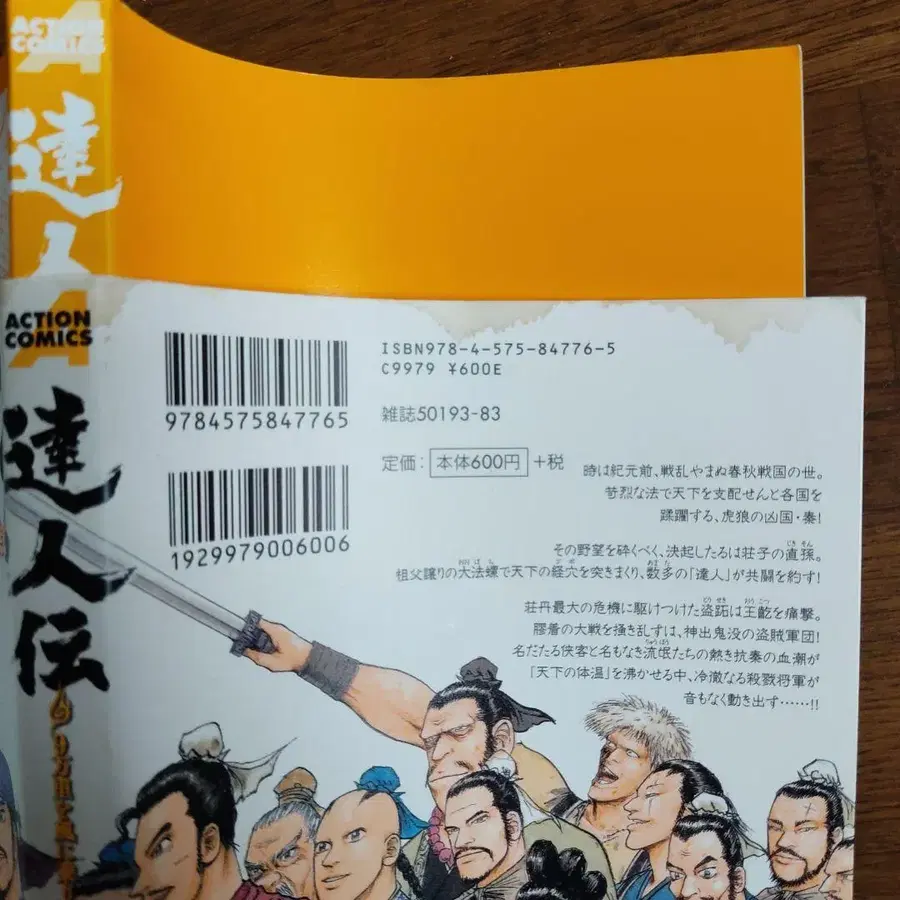 ACTION
COMICS
達人
ACTION
COMICS
達人伝
9万里を風に
ISBN978-4-575-84776-5
C9979 ¥600E
9784575847765
雑誌50193-83
定価：本体600円+税
1929979006006
時は紀元前、戦乱やまぬ春秋戦国の世。
苛烈な法で天下を支配せんと各国を
蹂躙する、虎狼の凶国・秦!
その野望を砕くべく、決起したるは荘子の直孫。
祖父譲りの大法螺で天下の経穴を突きまくり、数多の「達人」が共闘を約す!
荘丹最大の危機に駆けつけた盗跖は王齕を痛撃。
膠着の大戦を掻き乱すは、神出鬼没の盗賊軍団!
名だたる侠客と名もなき流氓たちの熱き抗秦の血潮が
「天下の体温」を沸かせる中、冷徹なる殺戮将軍が
音もなく動き出す……!!